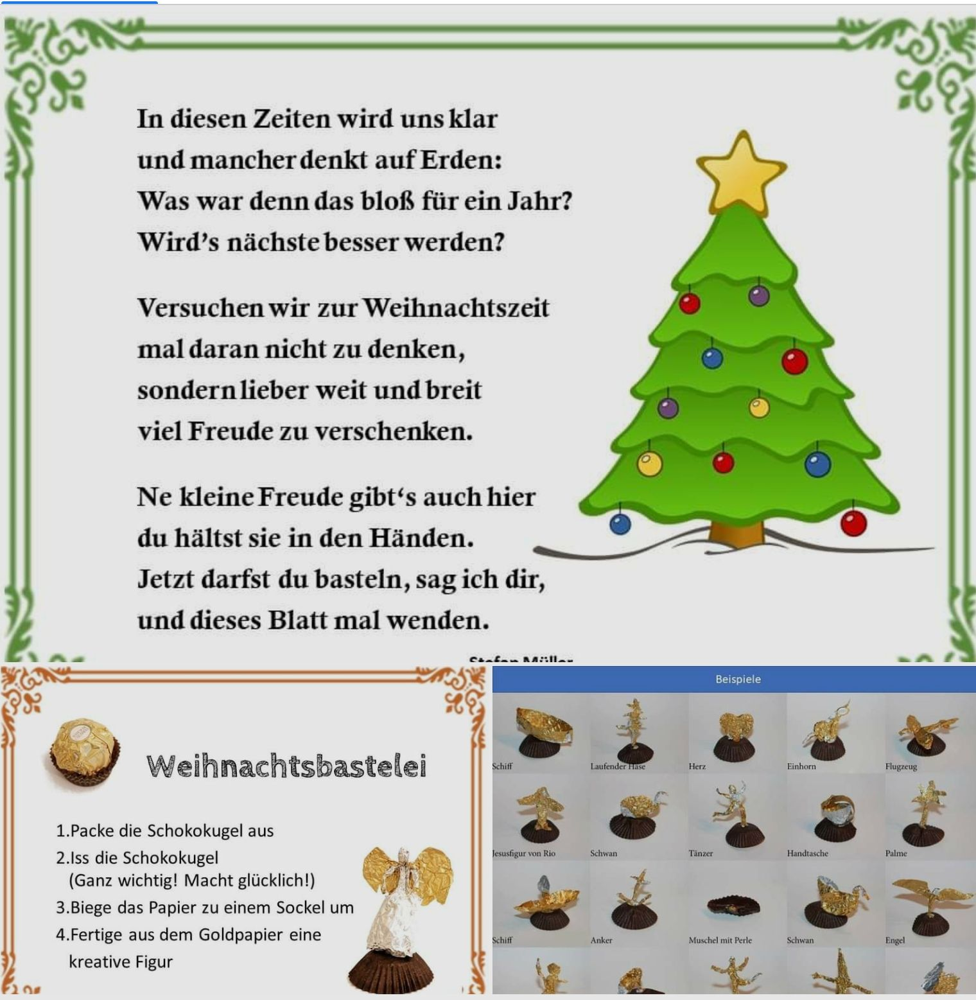 In diesen Zeiten wird uns klar
und mancher denkt auf Erden:
Was war denn das bloß für ein Jahr?
Wird’s nächste besser werden?
Versuchen wir zur Weihnachtszeit
mal daran nicht zu denken,
sondern lieber weit und breit
viel Freude zu verschenken.
Ne kleine Freude gibt‘s auch hier
du hältst sie in den Händen.
Jetzt darfst du basteln, sag ich dir,
und dieses Blatt mal wenden.
Stefan Müller
Weihnachtsbastelei
1.Packe die Schokokugel aus
2.Iss die Schokokugel
(Ganz wichtig! Macht glücklich!)
3.Biege das Papier zu einem Sockel um
4.Fertige aus dem Goldpapier eine
kreative Figur
Beispiele
Schiff Laufender Hase Herz Einhorn Flugzeug
Jesusfigur von Rio Schwan Tänzer Handtasche Palme
Schiff Anker Muschel mit Perle Schwan Engel